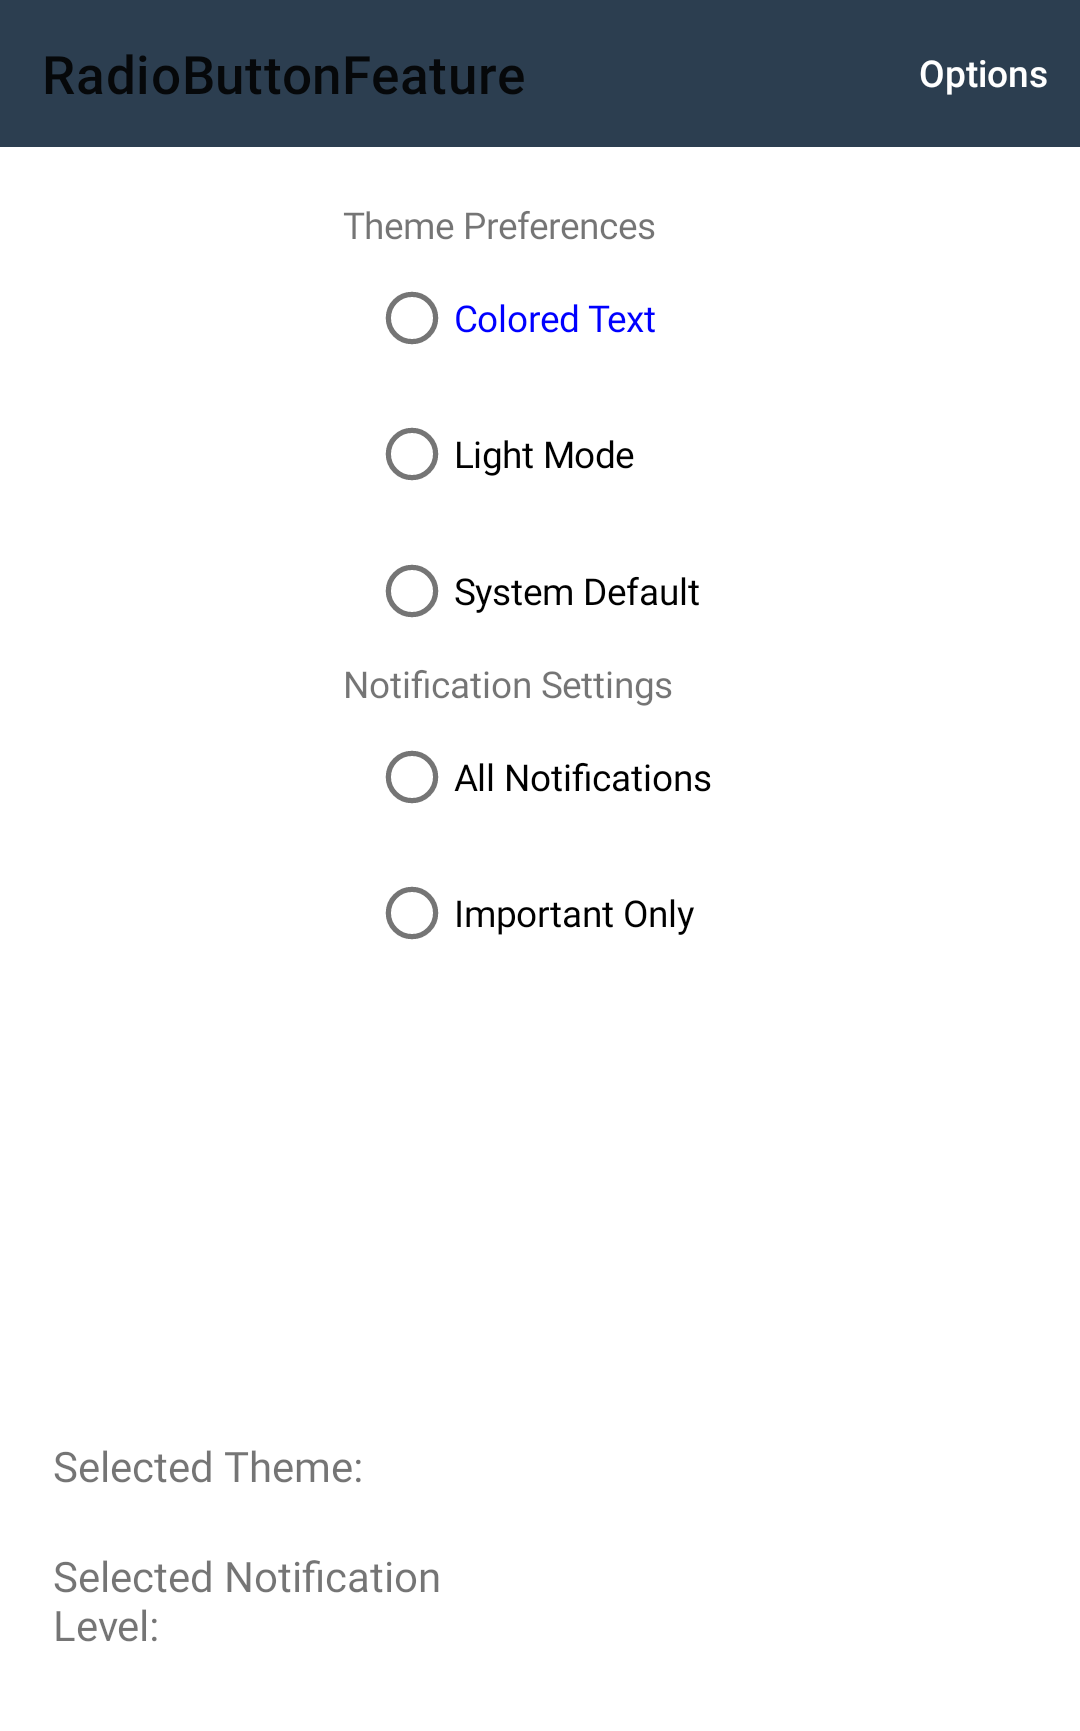 RadioButtonFeature
Options
Theme Preferences
Colored Text
Light Mode
System Default
Notification Settings
All Notifications
Important Only
Selected Theme:
Selected Notification
Level: